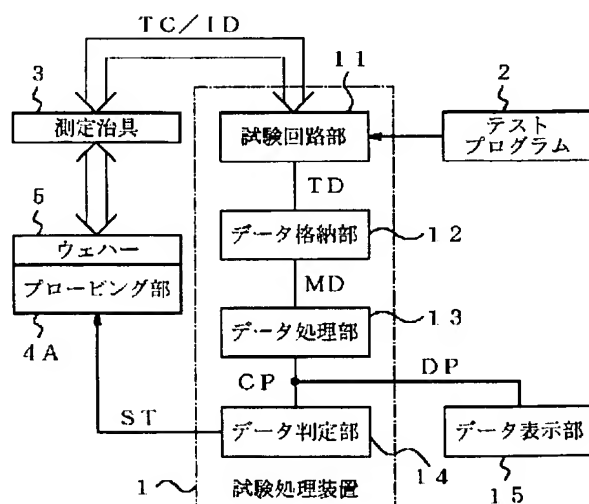 TC/ID
3
11
2
測定治具
試験回路部
テスト
プログラム
TD
5
ウェハー
データ格納部
12
プロービング部
MD
4A
データ処理部
13
CP
DP
ST
データ判定部
データ表示部
1
試験処理装置
14
15